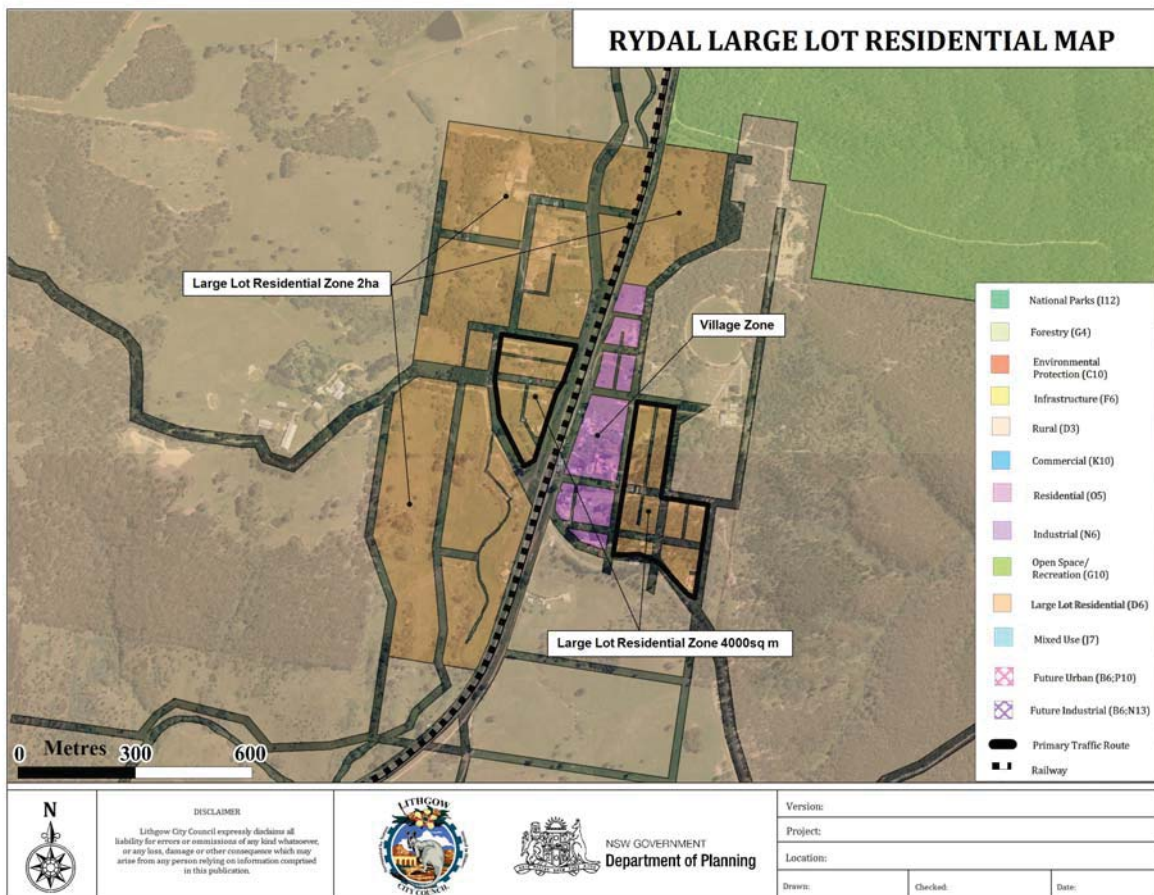 RYDAL LARGE LOT RESIDENTIAL MAP
Large Lot Residential Zone 2ha
Village Zone
Large Lot Residential Zone 4000sq m
National Parks (I12)
Forestry (G4)
Environmental
Protection (C10)
Infrastructure (F6)
Rural (D3)
Commercial (K10)
Residential (O5)
Industrial (N6)
Open Space/
Recreation (G10)
Large Lot Residential (D6)
Mixed Use (J7)
Future Urban (B6;P10)
Future Industrial (B6;N13)
Primary Traffic Route
Railway
0 Metres 300 600
N
DISCLAIMER
Lithgow City Council expressly disclaims all
liability for errors or ommissions of any kind whatsoever,
or any loss, damage or other consequence which may
arise from any person relying on information comprised
in this publication.
LITHGOW
CITY COUNCIL
NSW GOVERNMENT
Department of Planning
Version:
Project:
Location:
Drawn:
Checked:
Date: